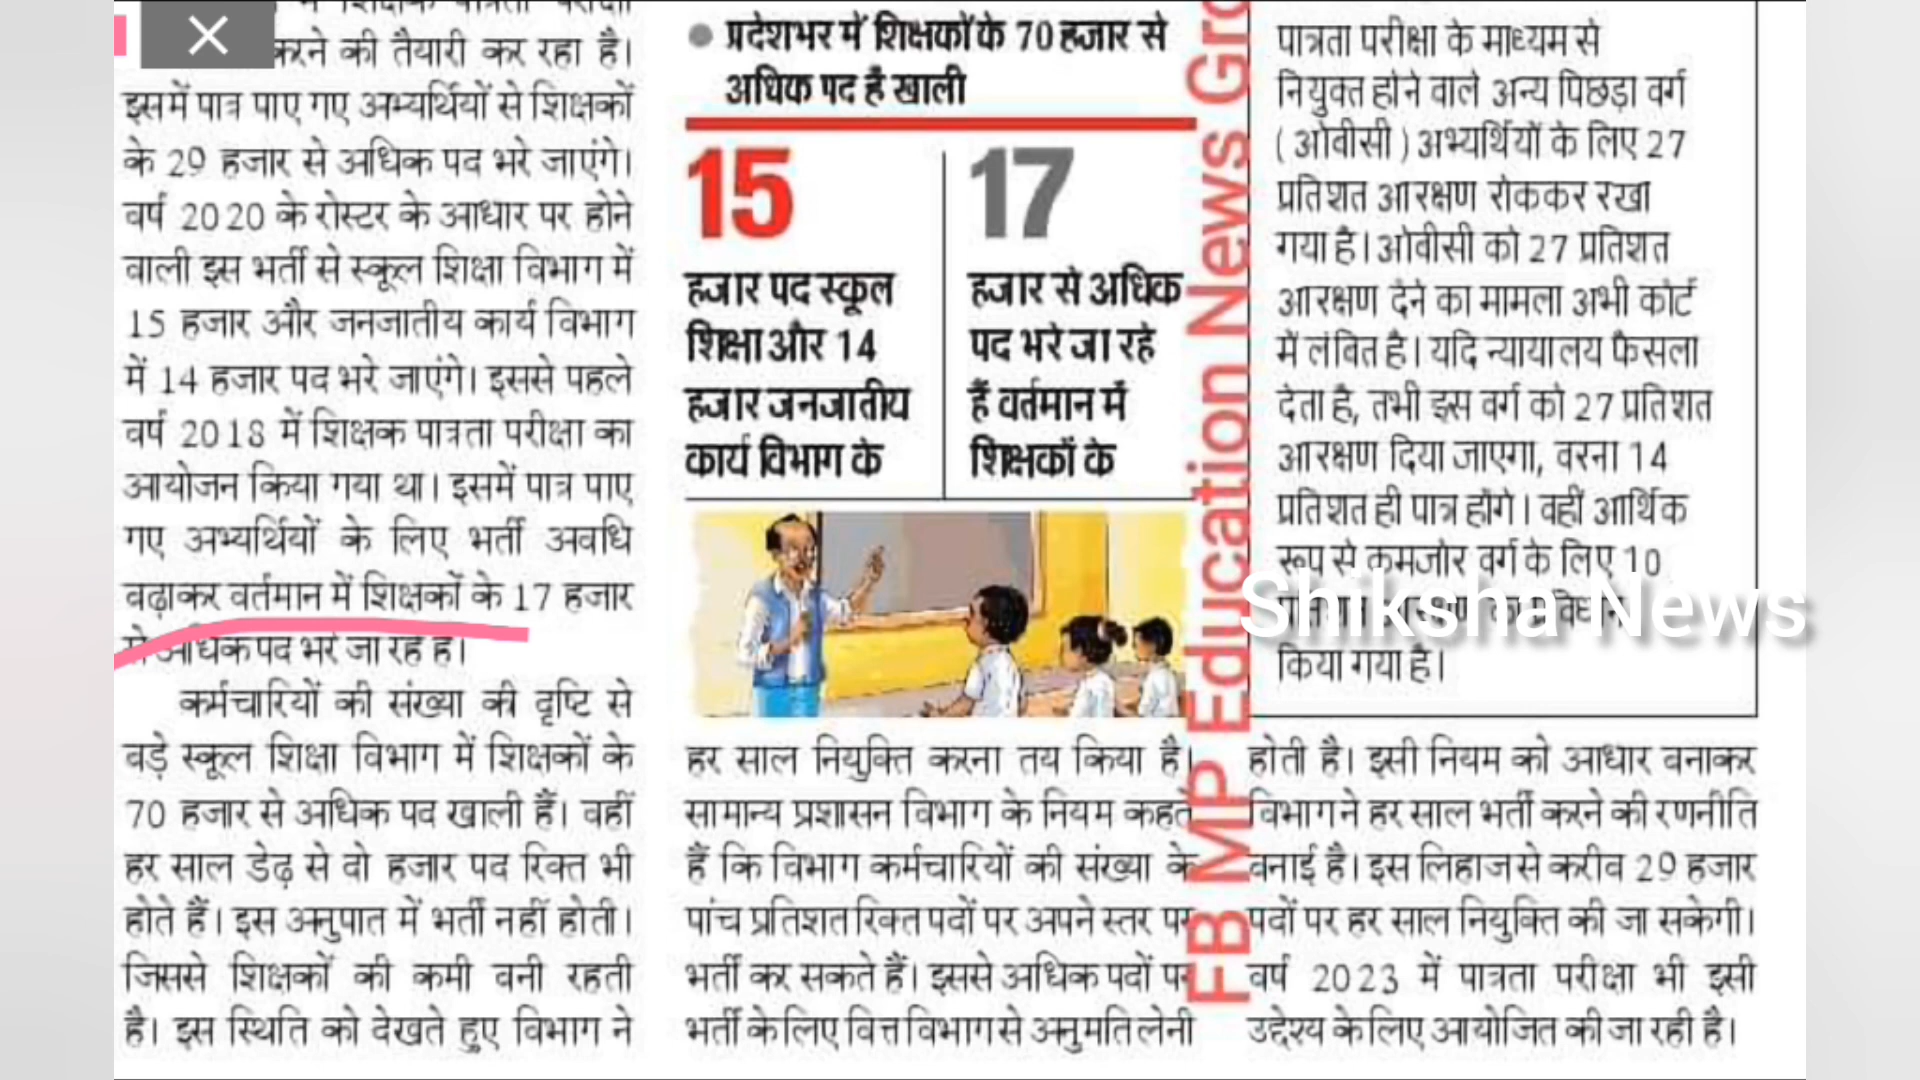 करने की तैयारी कर रहा है।
इसमें पात्र पाए गए अभ्यर्थियों से शिक्षकों
के 29 हजार से अधिक पद भरे जाएंगे।
वर्ष 2020 के रोस्टर के आधार पर होने
वाली इस भर्ती से स्कूल शिक्षा विभाग में
15 हजार और जनजातीय कार्य विभाग
में 14 हजार पद भरे जाएंगे। इससे पहले
वर्ष 2018 में शिक्षक पात्रता परीक्षा का
आयोजन किया गया था। इसमें पात्र पाए
गए अभ्यर्थियों के लिए भर्ती अवधि
बढ़ाकर वर्तमान में शिक्षकों के 17 हजार
से अधिक पद भरे जा रहे हैं।
कर्मचारियों की संख्या की दृष्टि से
बड़े स्कूल शिक्षा विभाग में शिक्षकों के
70 हजार से अधिक पद खाली हैं। वहीं
हर साल डेढ़ से दो हजार पद रिक्त भी
होते हैं। इस अनुपात में भर्ती नहीं होती।
जिससे शिक्षकों की कमी बनी रहती
है। इस स्थिति को देखते हुए विभाग ने
प्रदेशभर में शिक्षकों के 70 हजार से
अधिक पद हैं खाली
15
हजार पद स्कूल
शिक्षा और 14
हजार जनजातीय
कार्य विभाग के
17
हजार से अधिक
पद भरे जा रहे
हैं वर्तमान में
शिक्षकों के
हर साल नियुक्ति करना तय किया है।
सामान्य प्रशासन विभाग के नियम कहते
हैं कि विभाग कर्मचारियों की संख्या के
पांच प्रतिशत रिक्त पदों पर अपने स्तर पर
भर्ती कर सकते हैं। इससे अधिक पदों पर
भर्ती के लिए वित्त विभाग से अनुमति लेनी
पात्रता परीक्षा के माध्यम से
नियुक्त होने वाले अन्य पिछड़ा वर्ग
(ओबीसी) अभ्यर्थियों के लिए 27
प्रतिशत आरक्षण रोककर रखा
गया है। ओबीसी को 27 प्रतिशत
आरक्षण देने का मामला अभी कोर्ट
में लंबित है। यदि न्यायालय फैसला
देता है, तभी इस वर्ग को 27 प्रतिशत
आरक्षण दिया जाएगा, वरना 14
प्रतिशत ही पात्र होंगे। वहीं आर्थिक
रूप से कमजोर वर्ग के लिए 10
किया गया है।
होती है। इसी नियम को आधार बनाकर
विभाग ने हर साल भर्ती करने की रणनीति
बनाई है। इस लिहाज से करीब 29 हजार
पदों पर हर साल नियुक्ति की जा सकेगी।
वर्ष 2023 में पात्रता परीक्षा भी इसी
उद्देश्य के लिए आयोजित की जा रही है।
FB MP Education News Gro
Shiksha News